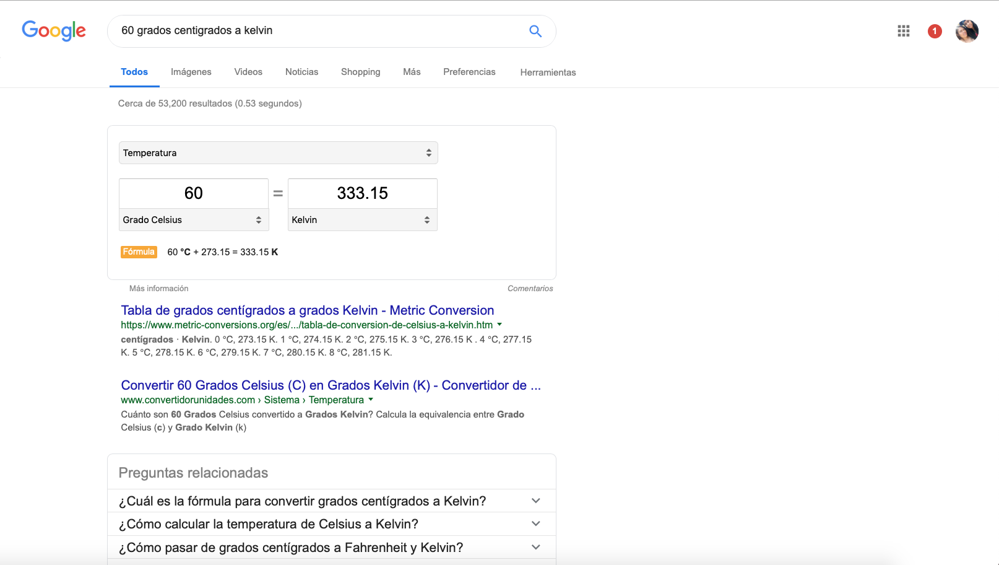 Google
60 grados centigrados a kelvin
1
Todos Imágenes Videos Noticias Shopping Más Preferencias Herramientas
Cerca de 53,200 resultados (0.53 segundos)
Temperatura
60 = 333.15
Grado Celsius Kelvin
Fórmula 60 °C + 273.15 = 333.15 K
Más información Comentarios
Tabla de grados centígrados a grados Kelvin - Metric Conversion
https://www.metric-conversions.org/es/.../tabla-de-conversion-de-celsius-a-kelvin.htm
centígrados · Kelvin. 0 °C, 273.15 K. 1 °C, 274.15 K. 2 °C, 275.15 K. 3 °C, 276.15 K . 4 °C, 277.15
K. 5 °C, 278.15 K. 6 °C, 279.15 K. 7 °C, 280.15 K. 8 °C, 281.15 K.
Convertir 60 Grados Celsius (C) en Grados Kelvin (K) - Convertidor de ...
www.convertidorunidades.com › Sistema › Temperatura
Cuánto son 60 Grados Celsius convertido a Grados Kelvin? Calcula la equivalencia entre Grado
Celsius (c) y Grado Kelvin (k)
Preguntas relacionadas
¿Cuál es la fórmula para convertir grados centígrados a Kelvin?
¿Cómo calcular la temperatura de Celsius a Kelvin?
¿Cómo pasar de grados centígrados a Fahrenheit y Kelvin?